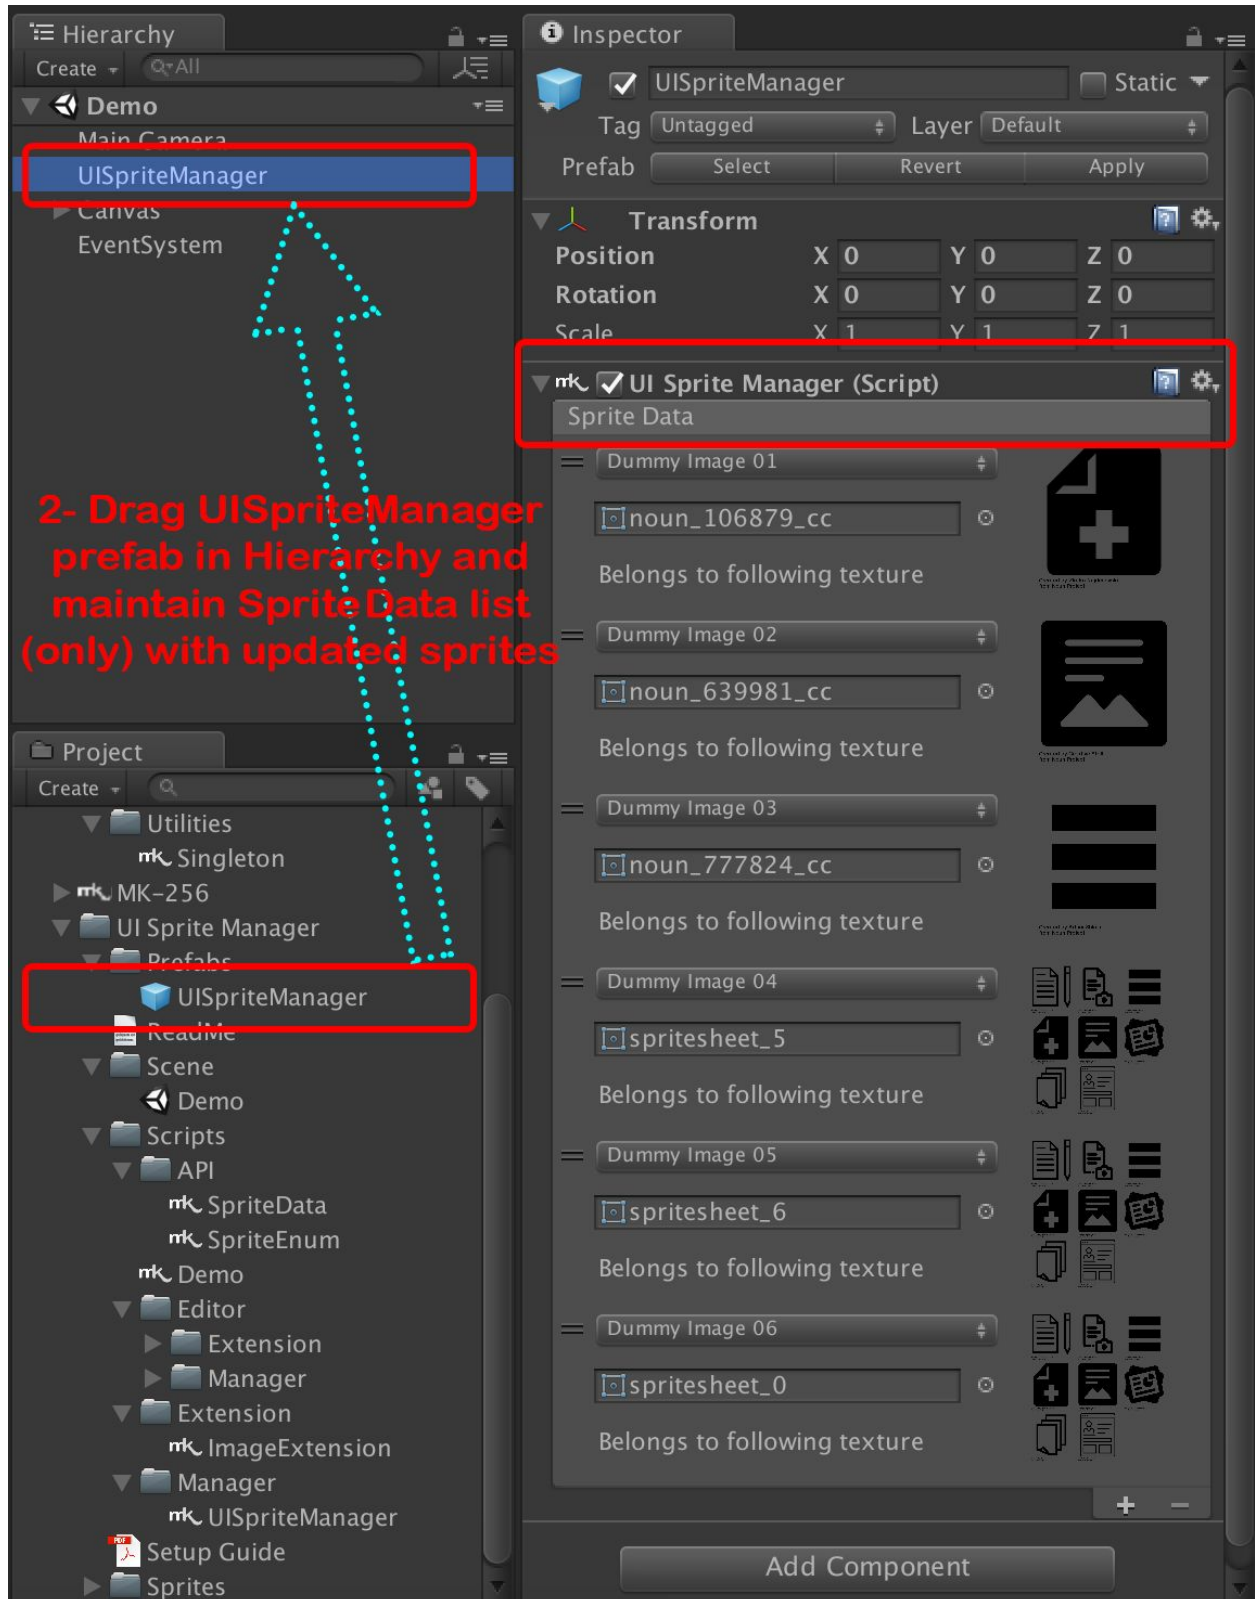 Hierarchy
Create
All
Demo
Main Camera
UISpriteManager
Canvas
EventSystem
2- Drag UISpriteManager
prefab in Hierarchy and
maintain Sprite Data list
(only) with updated sprites
Project
Create
Utilities
Singleton
MK-256
UI Sprite Manager
Prefabs
UISpriteManager
ReadMe
Scene
Demo
Scripts
API
SpriteData
SpriteEnum
Demo
Editor
Extension
Manager
Extension
ImageExtension
Manager
UISpriteManager
PDF Setup Guide
Sprites
Inspector
UISpriteManager Static
Tag Untagged Layer Default
Prefab Select Revert Apply
Transform
Position X 0 Y 0 Z 0
Rotation X 0 Y 0 Z 0
Scale X 1 Y 1 Z 1
mk UI Sprite Manager (Script)
Sprite Data
Dummy Image 01
noun_106879_cc
Belongs to following texture
Dummy Image 02
noun_639981_cc
Belongs to following texture
Dummy Image 03
noun_777824_cc
Belongs to following texture
Dummy Image 04
spritesheet_5
Belongs to following texture
Dummy Image 05
spritesheet_6
Belongs to following texture
Dummy Image 06
spritesheet_0
Belongs to following texture
+ −
Add Component